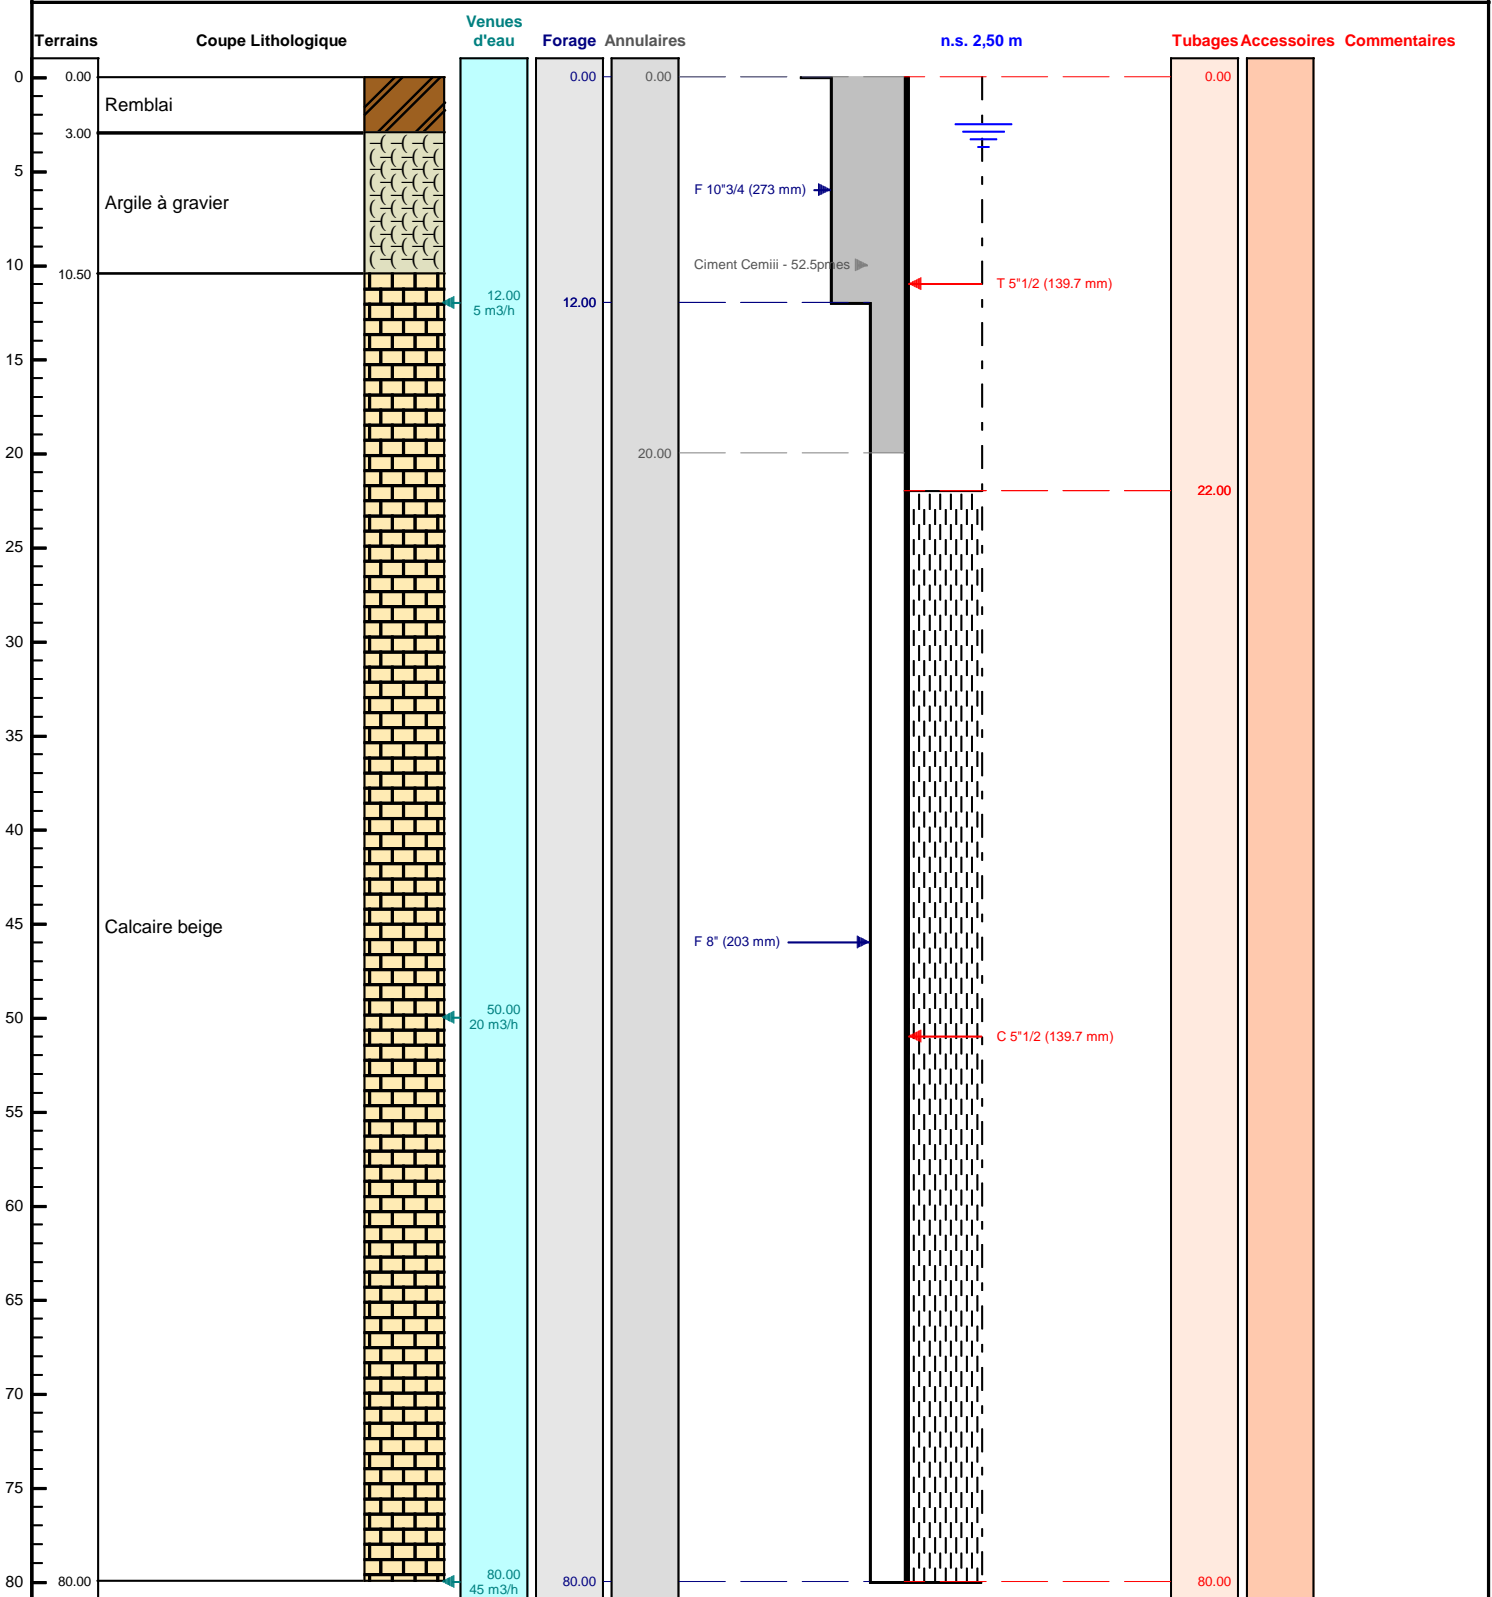 Terrains
Coupe Lithologique
Venues
d'eau
Forage
Annulaires
n.s. 2,50 m
Tubages
Accessoires
Commentaires
0
0.00
0.00
0.00
0.00
Remblai
3.00
5
F 10"3/4 (273 mm)
Argile à gravier
10
Ciment Cemiii - 52.5pmes
10.50
T 5"1/2 (139.7 mm)
12.00
5 m3/h
12.00
15
20
20.00
22.00
25
30
35
40
45
Calcaire beige
F 8" (203 mm)
50
50.00
20 m3/h
C 5"1/2 (139.7 mm)
55
60
65
70
75
80
80.00
80.00
45 m3/h
80.00
80.00